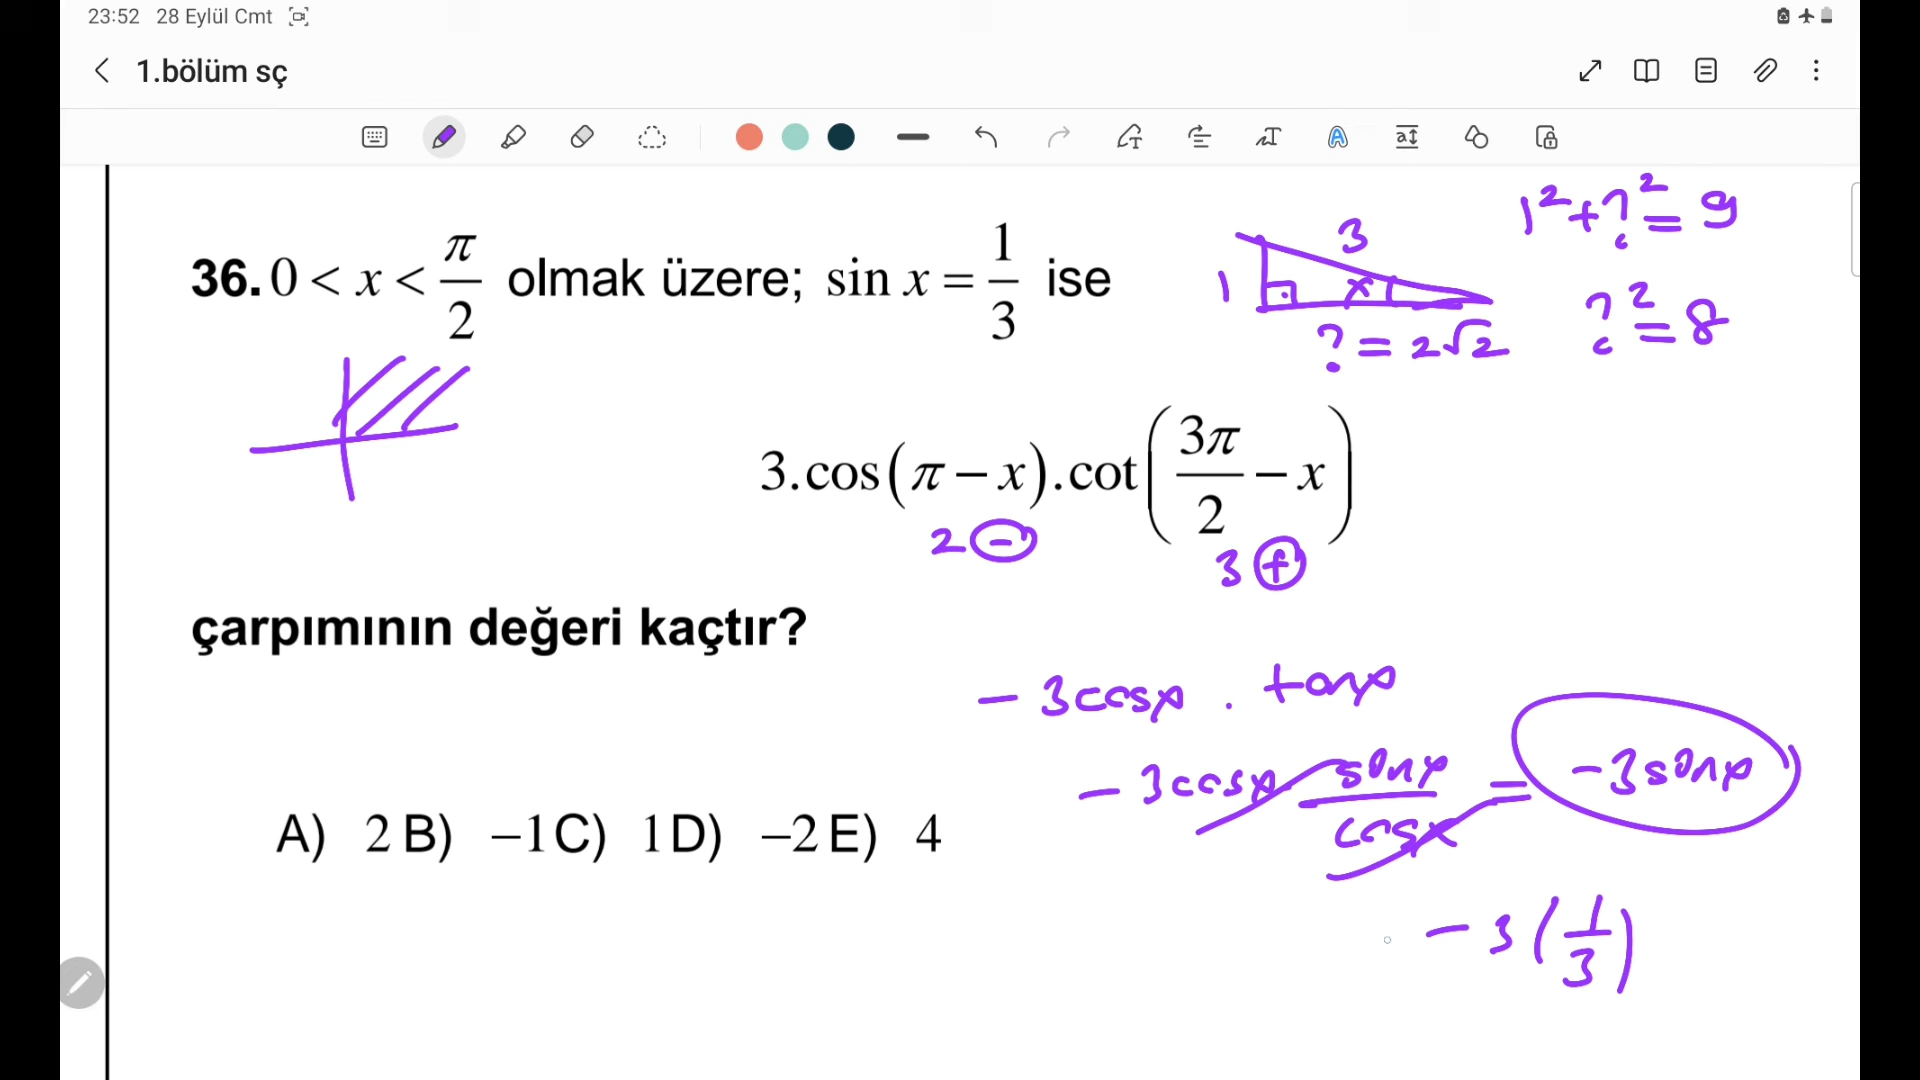 23:52 28 Eylül Cmt
1.bölüm sç
36. 0 < x < π/2 olmak üzere; sin x = 1/3 ise
3
1
x
? = 2√2
1² + ?² = 9
?² = 8
3.cos(π − x).cot(3π/2 − x)
2 −
3 +
çarpımının değeri kaçtır?
− 3cosx . tanx
− 3cosx sinx/cosx = −3sinx
A) 2 B) −1 C) 1 D) −2 E) 4
− 3(1/3)